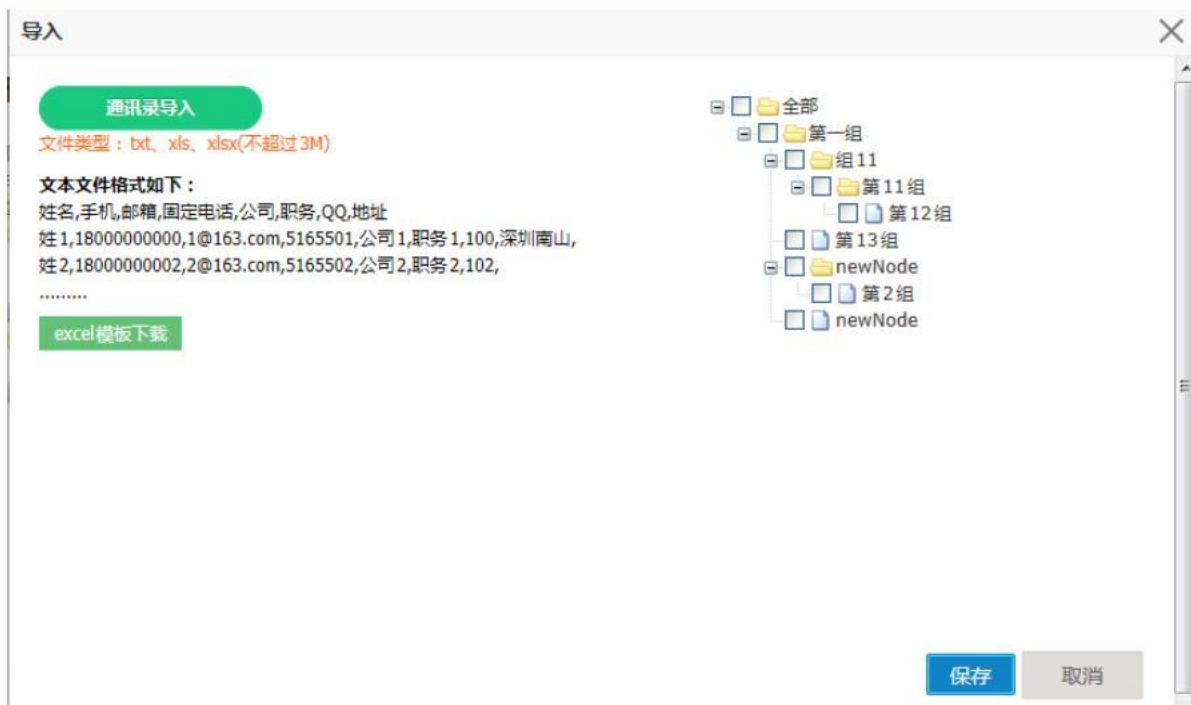 导入
通讯录导入
文件类型：txt、xls、xlsx(不超过3M)
文本文件格式如下：
姓名,手机,邮箱,固定电话,公司,职务,QQ,地址
姓1,18000000000,1@163.com,5165501,公司1,职务1,100,深圳南山,
姓2,18000000002,2@163.com,5165502,公司2,职务2,102,
.........
excel模板下载
全部
第一组
组11
第11组
第12组
第13组
newNode
第2组
newNode
保存
取消